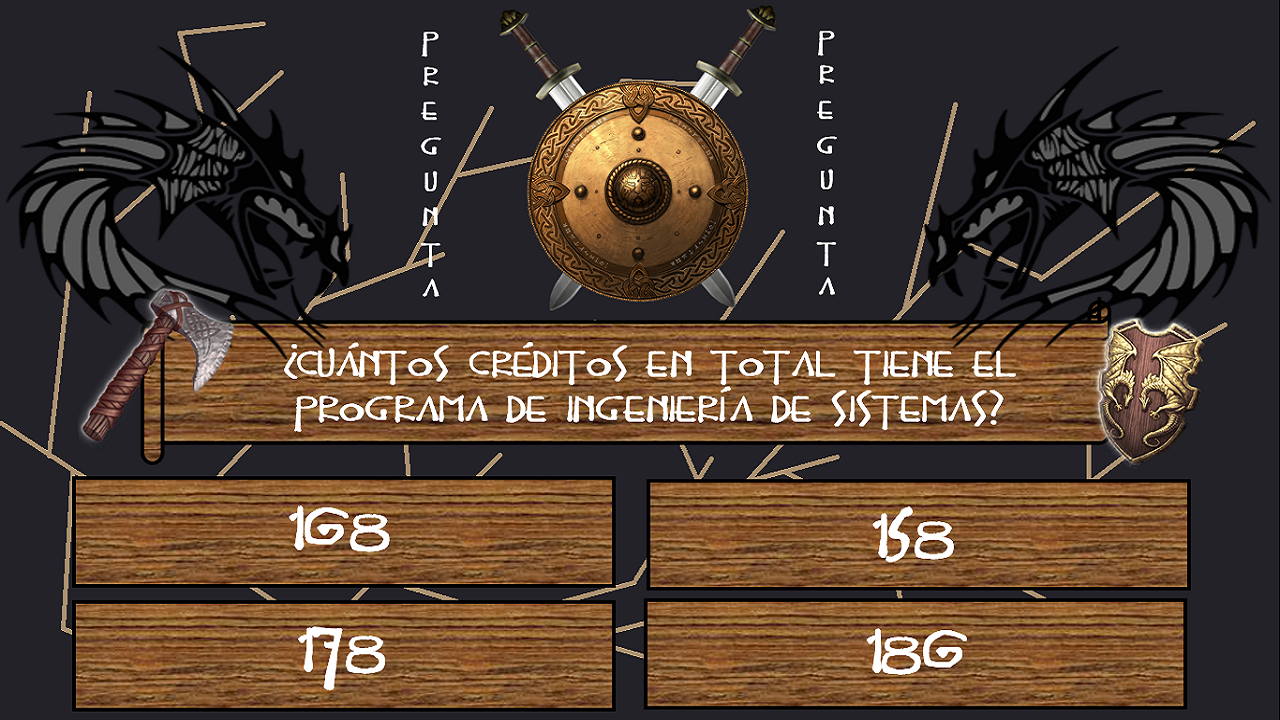 PREGUNTA
PREGUNTA
¿CUÁNTOS CRÉDITOS EN TOTAL TIENE EL
PROGRAMA DE INGENIERÍA DE SISTEMAS?
168
158
178
186